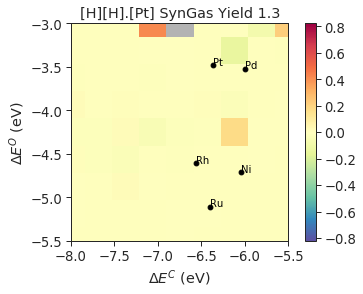 [H][H].[Pt] SynGas Yield 1.3
−3.0
−3.5
−4.0
−4.5
−5.0
−5.5
ΔE^O (eV)
Pt
Pd
Rh
Ni
Ru
−8.0 −7.5 −7.0 −6.5 −6.0 −5.5
ΔE^C (eV)
0.8
0.6
0.4
0.2
0.0
−0.2
−0.4
−0.6
−0.8